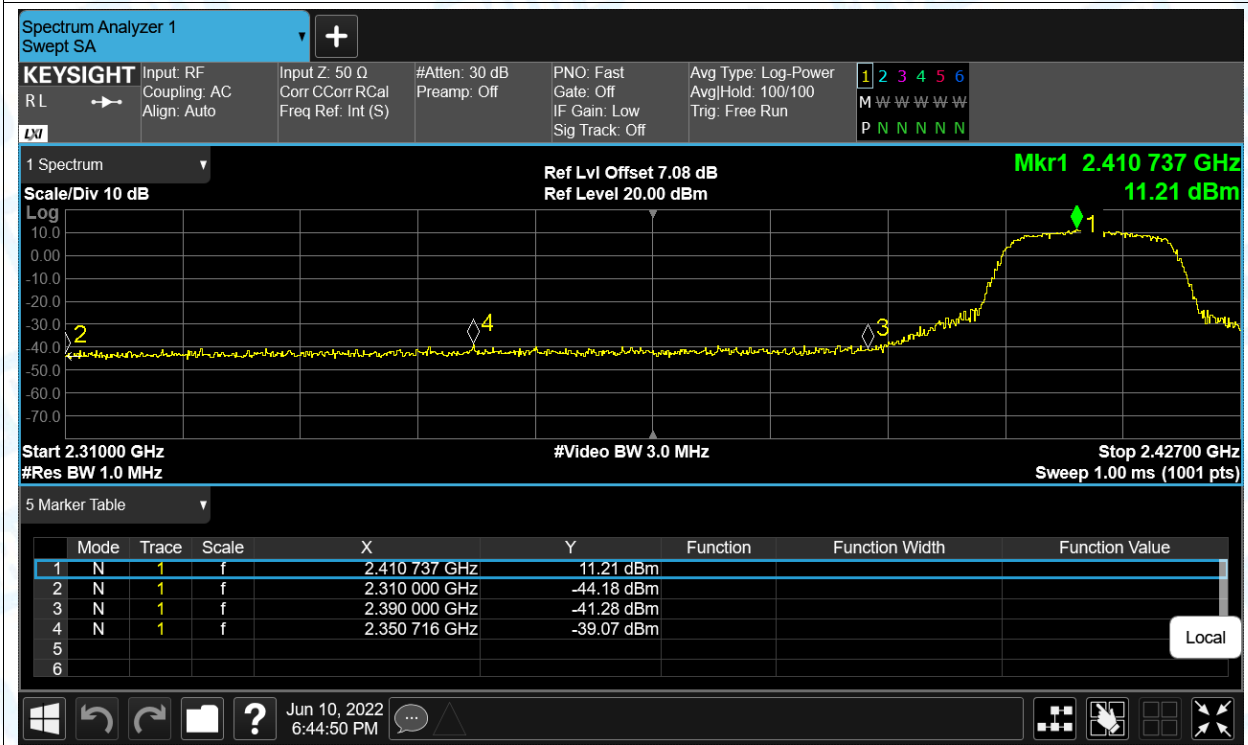 Spectrum Analyzer 1
Swept SA
+
KEYSIGHT
R L
LXI
Input: RF
Coupling: AC
Align: Auto
Input Z: 50 Ω
Corr CCorr RCal
Freq Ref: Int (S)
#Atten: 30 dB
Preamp: Off
PNO: Fast
Gate: Off
IF Gain: Low
Sig Track: Off
Avg Type: Log-Power
Avg|Hold: 100/100
Trig: Free Run
1 2 3 4 5 6
M W W W W W
P N N N N N
1 Spectrum
Scale/Div 10 dB
Ref Lvl Offset 7.08 dB
Ref Level 20.00 dBm
Mkr1 2.410 737 GHz
11.21 dBm
Log
10.0
0.00
-10.0
-20.0
-30.0
-40.0
-50.0
-60.0
-70.0
1
2
4
3
Start 2.31000 GHz
#Video BW 3.0 MHz
Stop 2.42700 GHz
#Res BW 1.0 MHz
Sweep 1.00 ms (1001 pts)
5 Marker Table
Mode Trace Scale X Y Function Function Width Function Value
1 N 1 f 2.410 737 GHz 11.21 dBm
2 N 1 f 2.310 000 GHz -44.18 dBm
3 N 1 f 2.390 000 GHz -41.28 dBm
4 N 1 f 2.350 716 GHz -39.07 dBm
5
6
Local
?
Jun 10, 2022
6:44:50 PM